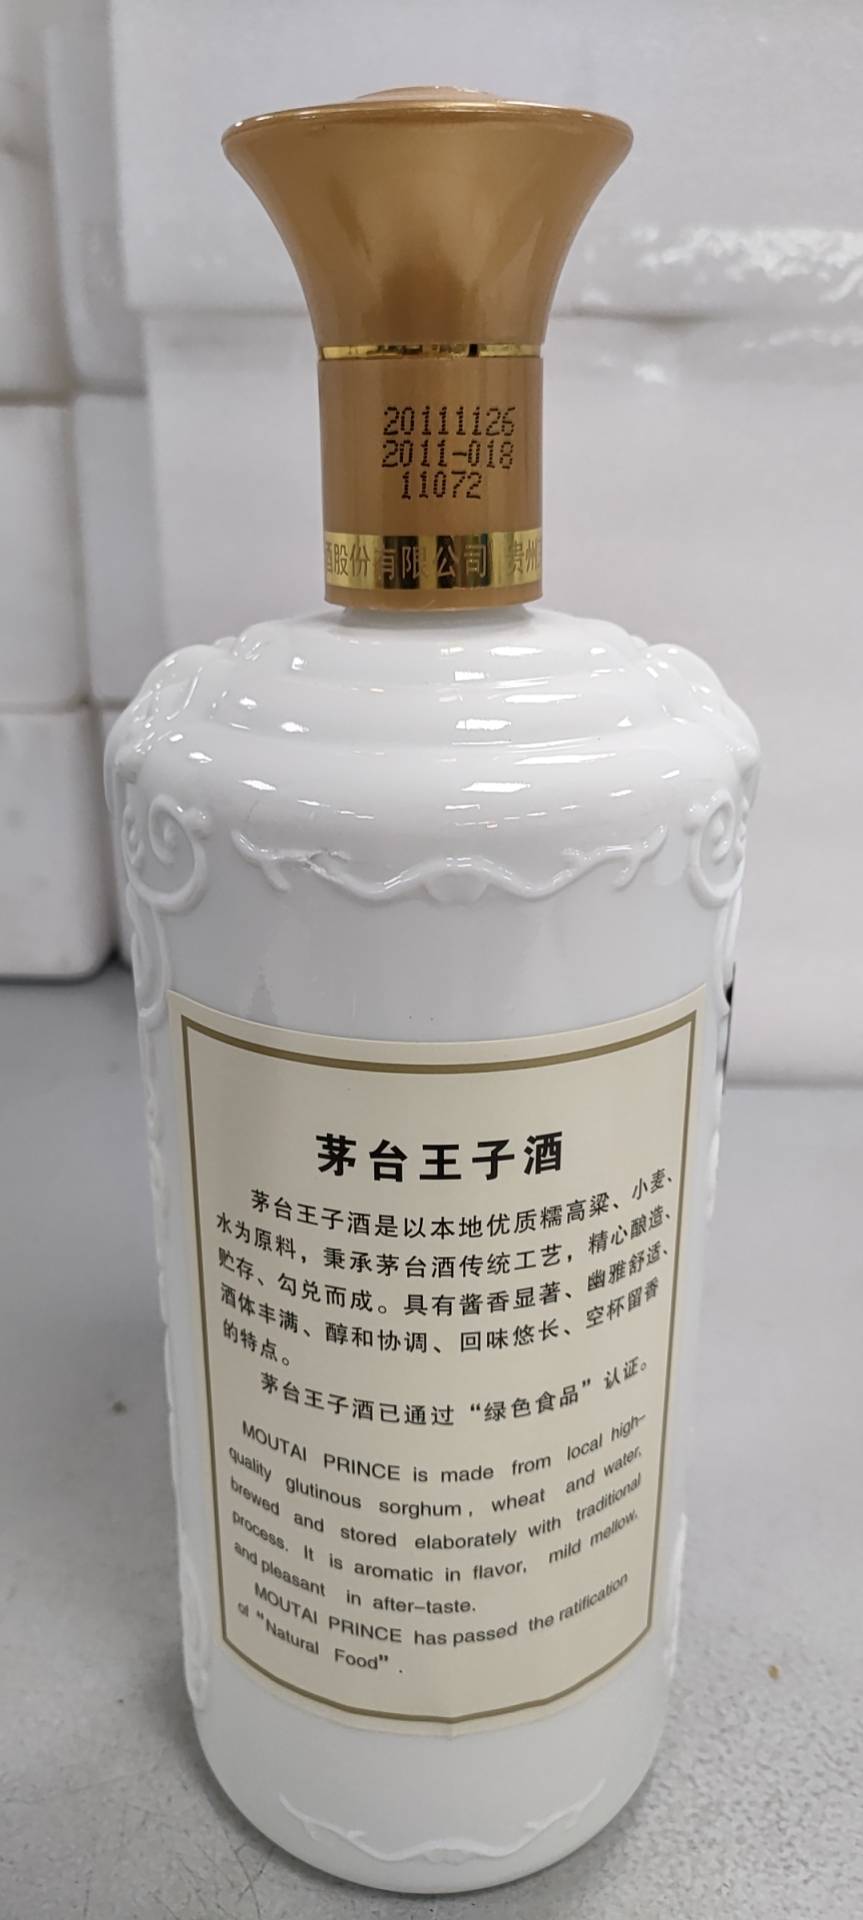 20111126
2011-018
11072
酒股份有限公司 贵州
茅台王子酒
茅台王子酒是以本地优质糯高粱、小麦、
水为原料，秉承茅台酒传统工艺，精心酿造、
贮存、勾兑而成。具有酱香显著、幽雅舒适、
酒体丰满、醇和协调、回味悠长、空杯留香
的特点。
茅台王子酒已通过“绿色食品”认证。
MOUTAI PRINCE is made from local high-
quality glutinous sorghum, wheat and water,
brewed and stored elaborately with traditional
process. It is aromatic in flavor, mild mellow,
and pleasant in after-taste.
MOUTAI PRINCE has passed the ratification
of "Natural Food".